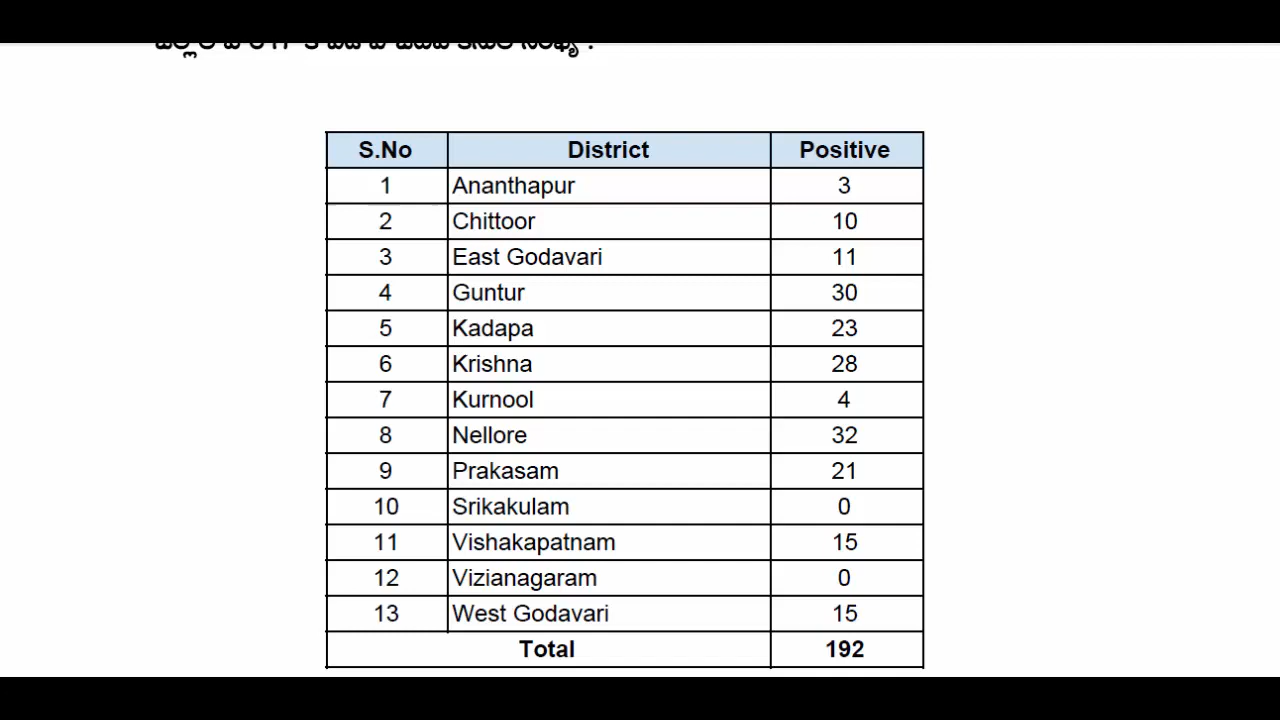 S.No District Positive
1 Ananthapur 3
2 Chittoor 10
3 East Godavari 11
4 Guntur 30
5 Kadapa 23
6 Krishna 28
7 Kurnool 4
8 Nellore 32
9 Prakasam 21
10 Srikakulam 0
11 Vishakapatnam 15
12 Vizianagaram 0
13 West Godavari 15
Total 192